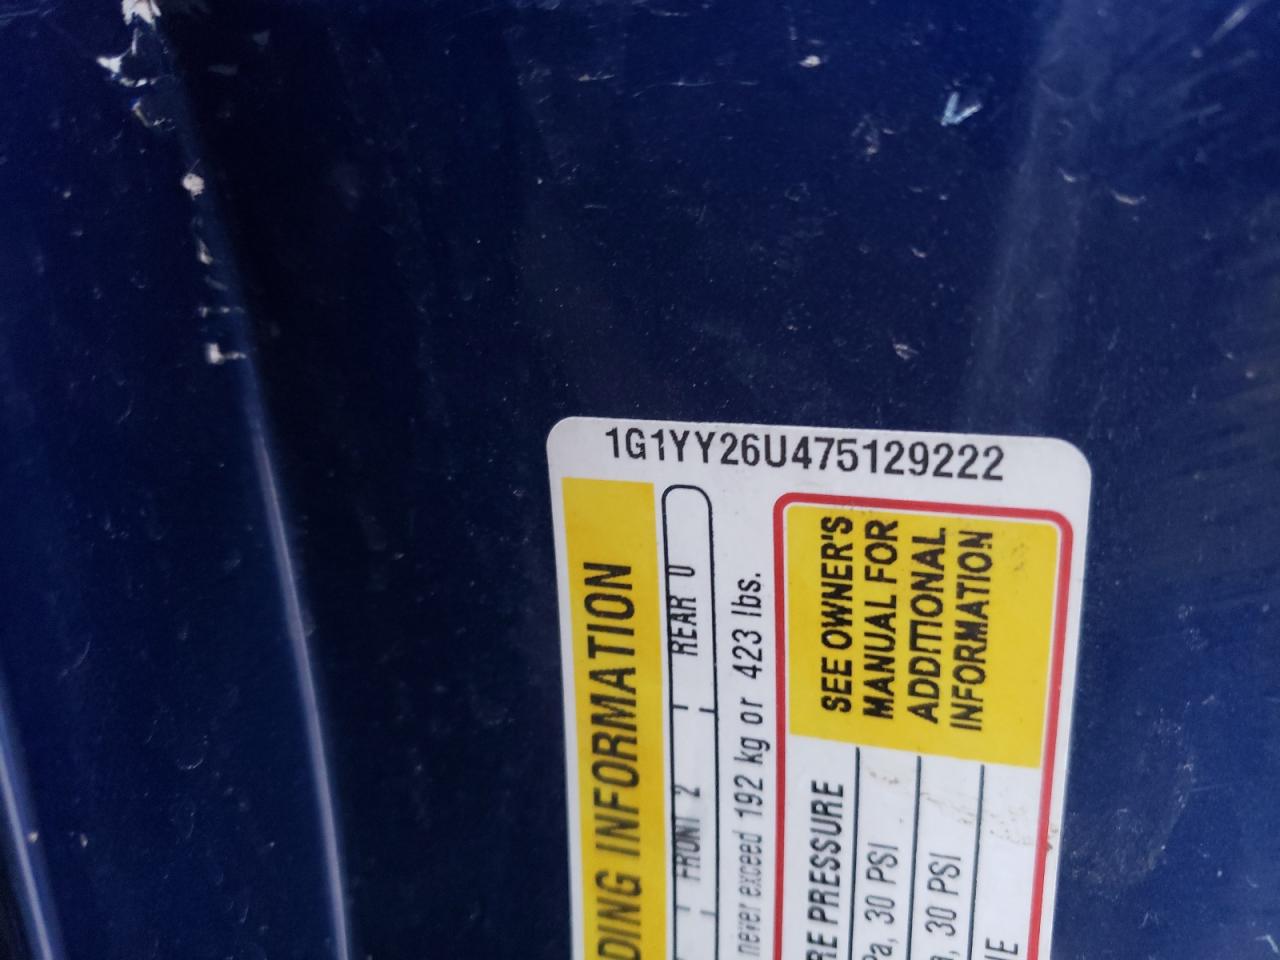 1G1YY26U475129222
DING INFORMATION
FRONT 2 REAR 0
never exceed 192 kg or 423 lbs.
RE PRESSURE
30 PSI
30 PSI
SEE OWNER'S
MANUAL FOR
ADDITIONAL
INFORMATION